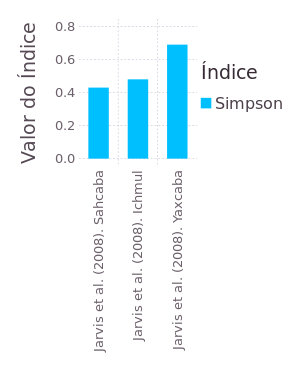 Valor do Índice
0.8
0.6
0.4
0.2
0.0
Jarvis et al. (2008). Sahcaba
Jarvis et al. (2008). Ichmul
Jarvis et al. (2008). Yaxcaba
Índice
Simpson